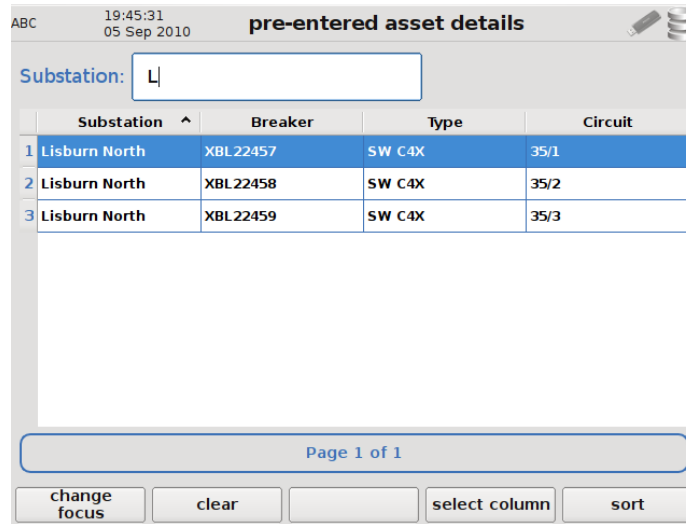 ABC 19:45:31 pre-entered asset details
05 Sep 2010
Substation: L
Substation Breaker Type Circuit
1 Lisburn North XBL22457 SW C4X 35/1
2 Lisburn North XBL22458 SW C4X 35/2
3 Lisburn North XBL22459 SW C4X 35/3
Page 1 of 1
change focus clear select column sort